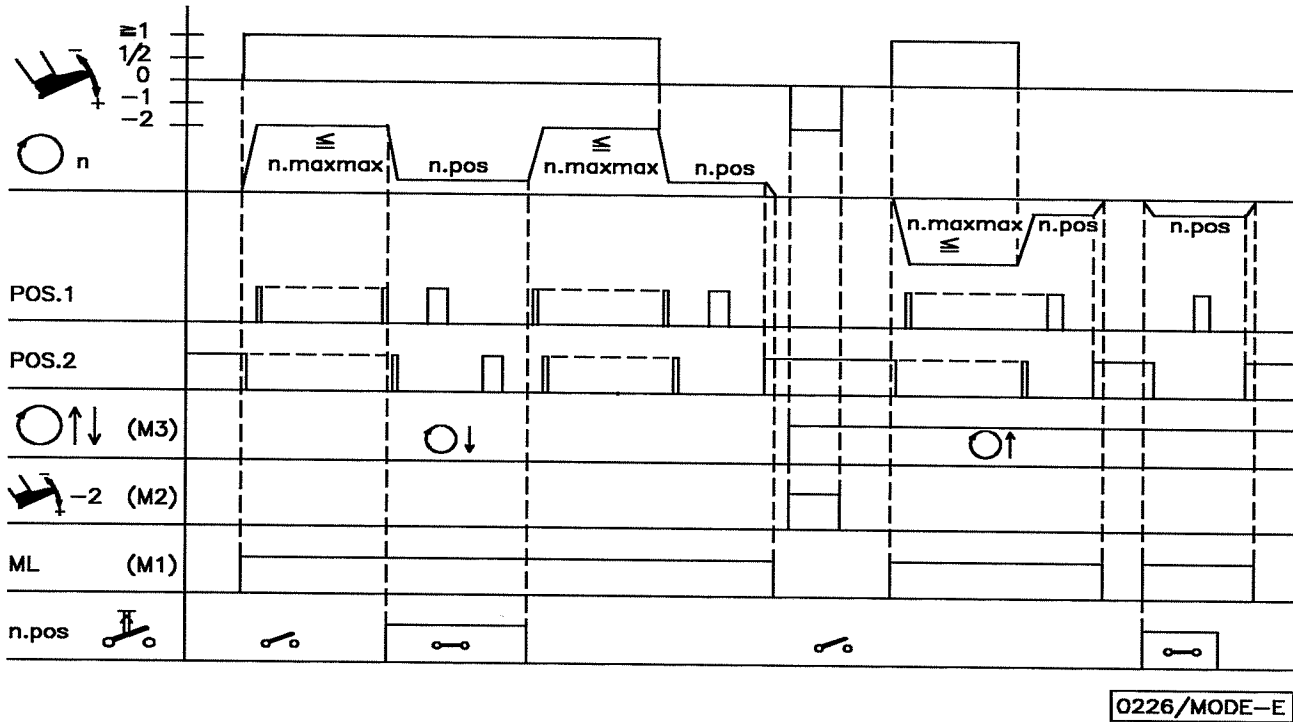 ≧1
1/2
0
-1
-2
− +
n
≦ ≦
n.maxmax n.pos n.maxmax n.pos
n.maxmax n.pos n.pos
≦
POS.1
POS.2
↑↓ (M3) ↓ ↑
− + -2 (M2)
ML (M1)
n.pos
0226/MODE-E